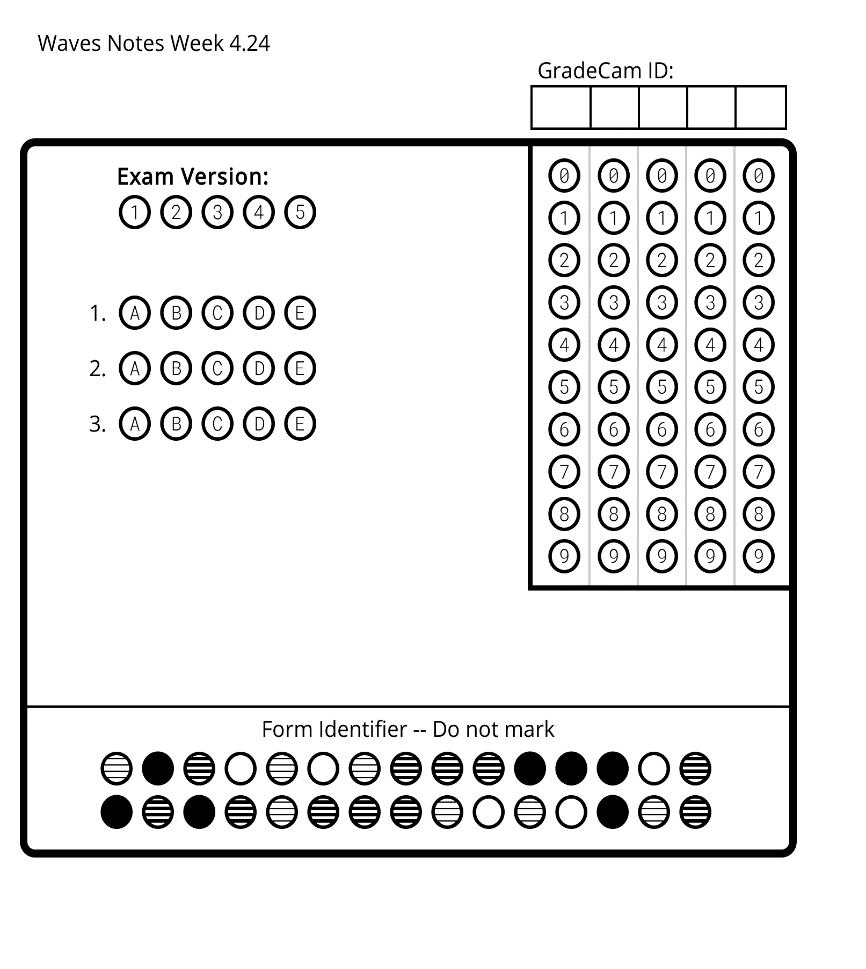 Waves Notes Week 4.24
GradeCam ID:
Exam Version:
1 2 3 4 5
1. A B C D E
2. A B C D E
3. A B C D E
0 0 0 0 0
1 1 1 1 1
2 2 2 2 2
3 3 3 3 3
4 4 4 4 4
5 5 5 5 5
6 6 6 6 6
7 7 7 7 7
8 8 8 8 8
9 9 9 9 9
Form Identifier -- Do not mark